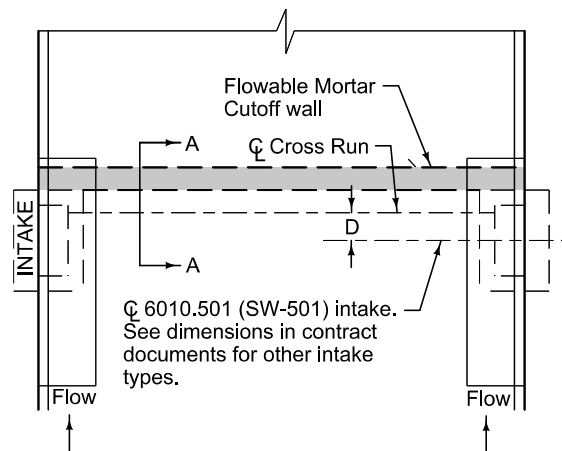 Flowable Mortar
Cutoff wall
A
℄ Cross Run
INTAKE
D
A
℄ 6010.501 (SW-501) intake.
See dimensions in contract
documents for other intake
types.
Flow
Flow